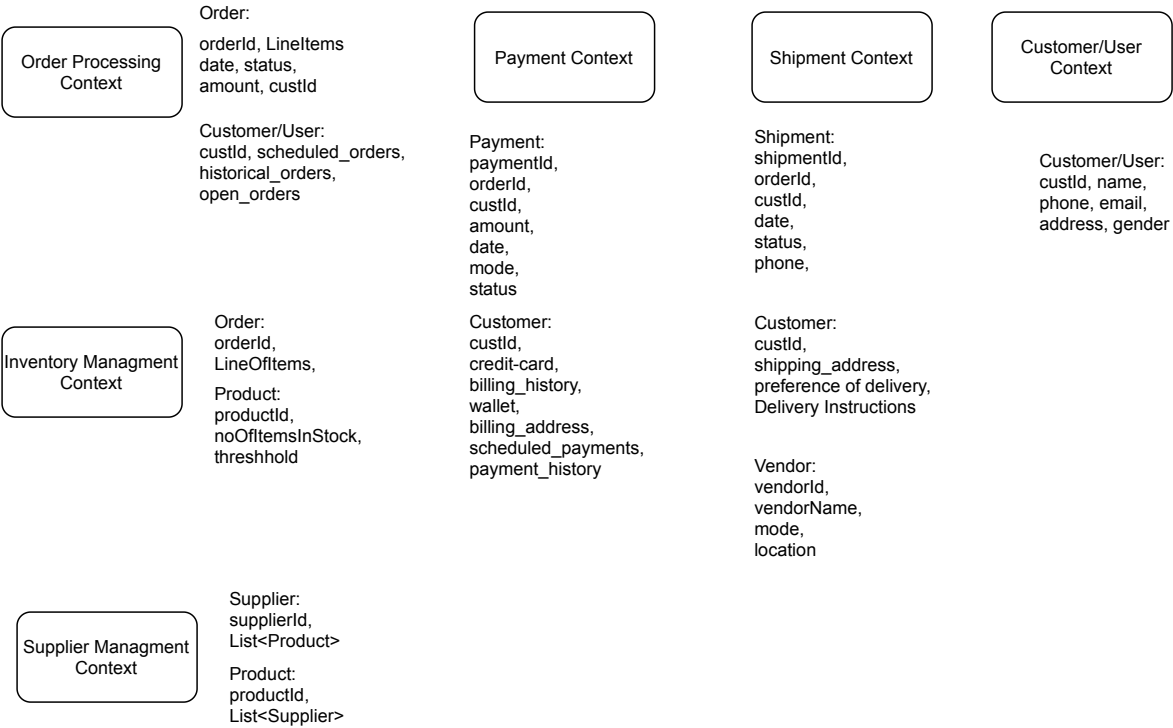 Order Processing
Context
Order:
orderId, LineItems
date, status,
amount, custId
Customer/User:
custId, scheduled_orders,
historical_orders,
open_orders
Payment Context
Payment:
paymentId,
orderId,
custId,
amount,
date,
mode,
status
Customer:
custId,
credit-card,
billing_history,
wallet,
billing_address,
scheduled_payments,
payment_history
Shipment Context
Shipment:
shipmentId,
orderId,
custId,
date,
status,
phone,
Customer:
custId,
shipping_address,
preference of delivery,
Delivery Instructions
Vendor:
vendorId,
vendorName,
mode,
location
Customer/User
Context
Customer/User:
custId, name,
phone, email,
address, gender
Inventory Managment
Context
Order:
orderId,
LineOfItems,
Product:
productId,
noOfItemsInStock,
threshhold
Supplier Managment
Context
Supplier:
supplierId,
List<Product>
Product:
productId,
List<Supplier>